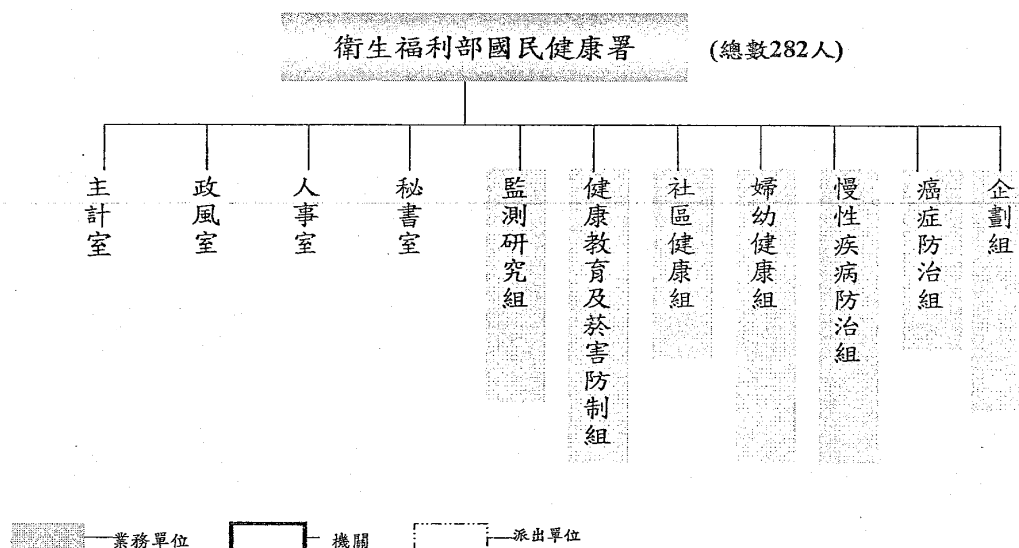 衛生福利部國民健康署
(總數282人)
主計室
政風室
人事室
秘書室
監測研究組
健康教育及菸害防制組
社區健康組
婦幼健康組
慢性疾病防治組
癌症防治組
企劃組
業務單位
機關
派出單位